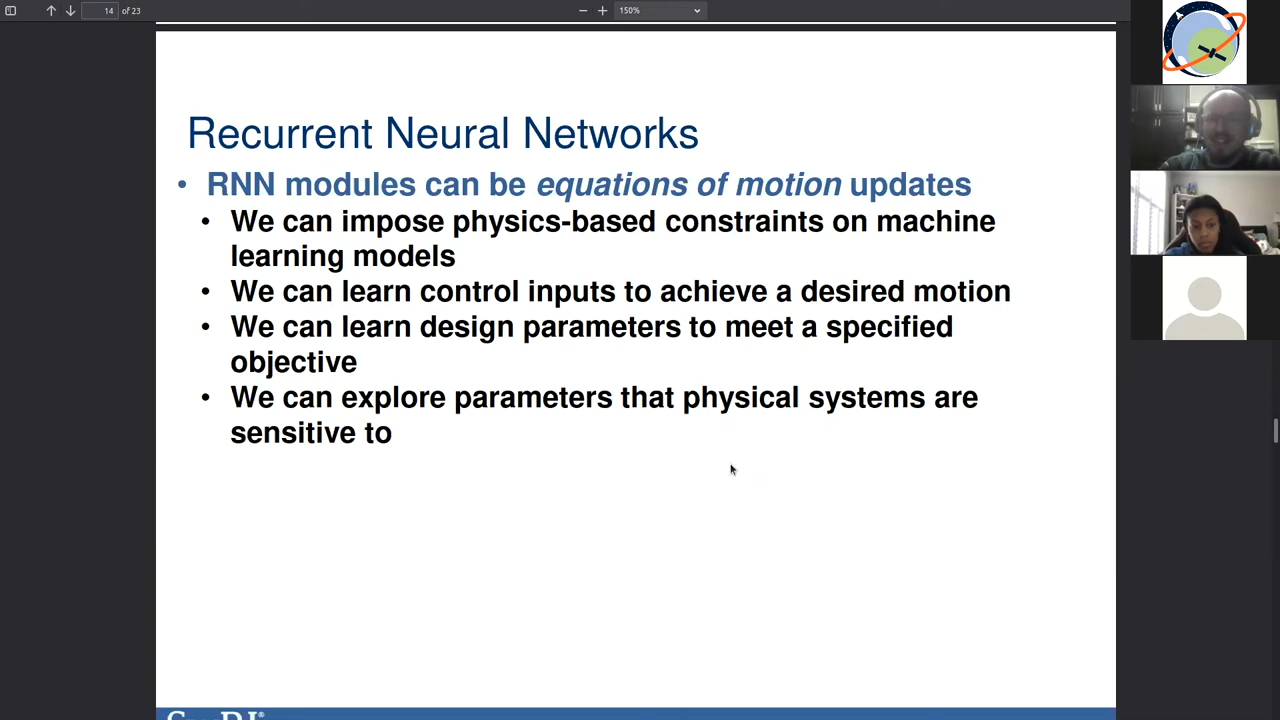 14 of 23
150%
Recurrent Neural Networks
• RNN modules can be equations of motion updates
• We can impose physics-based constraints on machine
learning models
• We can learn control inputs to achieve a desired motion
• We can learn design parameters to meet a specified
objective
• We can explore parameters that physical systems are
sensitive to